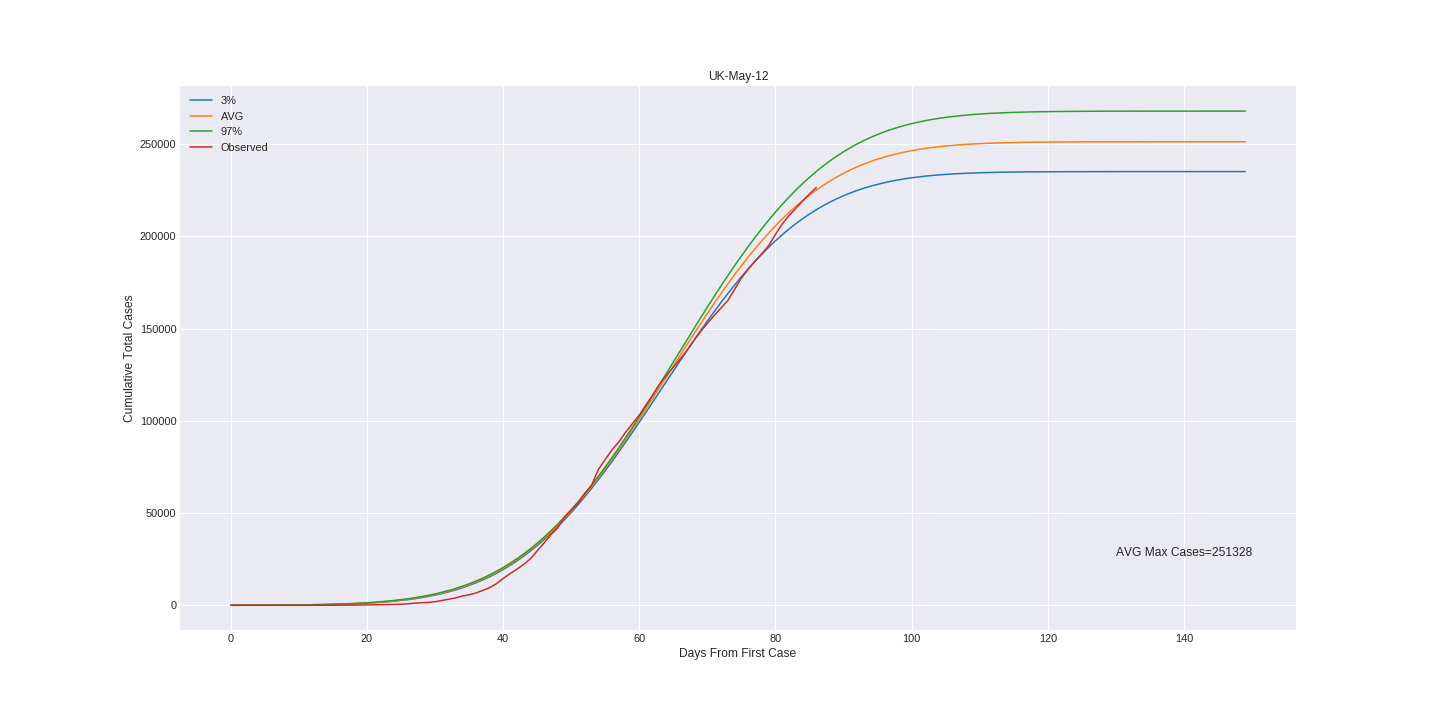 UK-May-12
3%
AVG
97%
Observed
250000
200000
150000
100000
50000
0
Cumulative Total Cases
AVG Max Cases=251328
0 20 40 60 80 100 120 140
Days From First Case